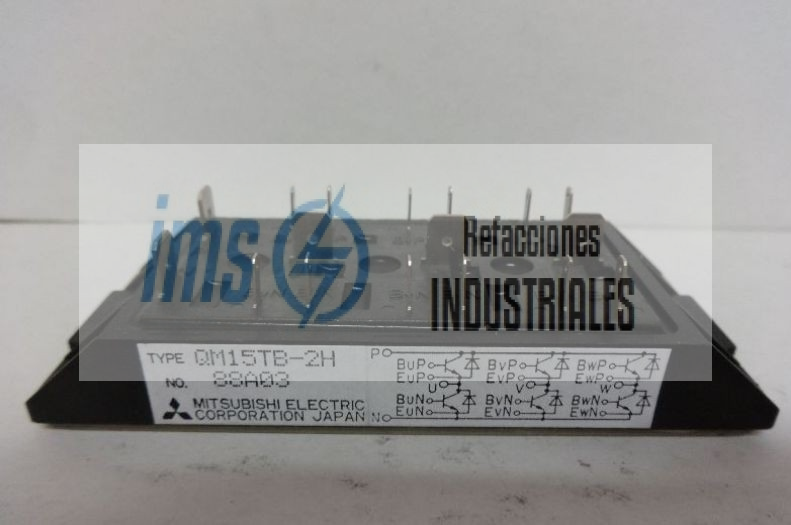 ims
Refacciones
INDUSTRIALES
TYPE QM15TB-2H
NO. 88A03
MITSUBISHI ELECTRIC
CORPORATION JAPAN
P
BuP BvP BwP
EuP EvP EwP
U V W
BuN BvN BwN
EuN EvN EwN
N